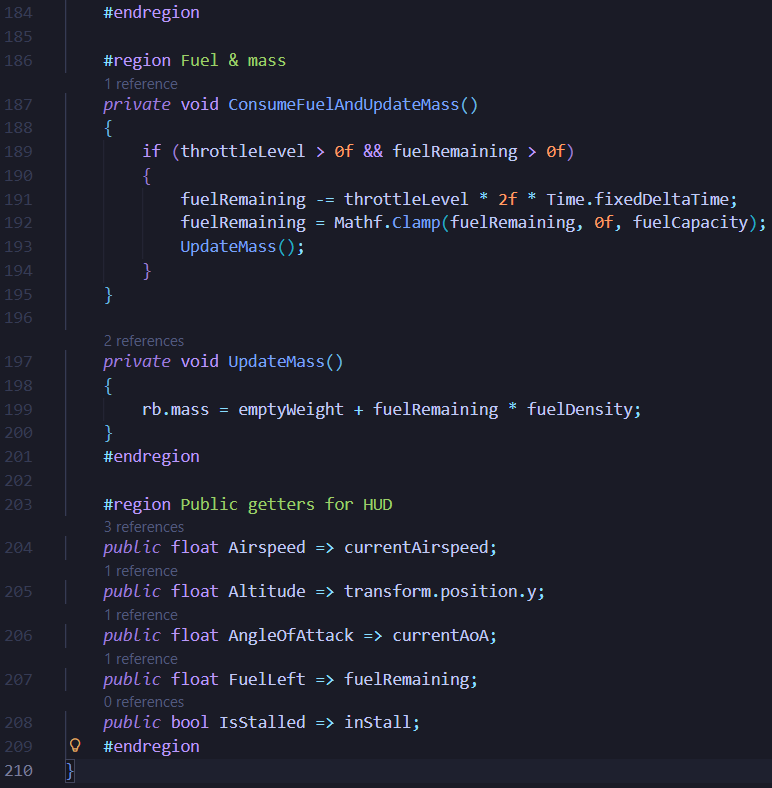 184 #endregion
185
186 #region Fuel & mass
1 reference
187 private void ConsumeFuelAndUpdateMass()
188 {
189 if (throttleLevel > 0f && fuelRemaining > 0f)
190 {
191 fuelRemaining -= throttleLevel * 2f * Time.fixedDeltaTime;
192 fuelRemaining = Mathf.Clamp(fuelRemaining, 0f, fuelCapacity);
193 UpdateMass();
194 }
195 }
196
2 references
197 private void UpdateMass()
198 {
199 rb.mass = emptyWeight + fuelRemaining * fuelDensity;
200 }
201 #endregion
202
203 #region Public getters for HUD
3 references
204 public float Airspeed => currentAirspeed;
1 reference
205 public float Altitude => transform.position.y;
1 reference
206 public float AngleOfAttack => currentAoA;
1 reference
207 public float FuelLeft => fuelRemaining;
0 references
208 public bool IsStalled => inStall;
209 #endregion
210 }